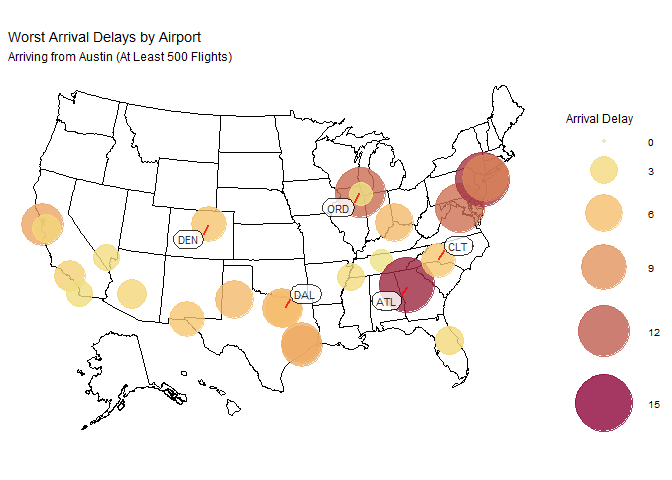 Worst Arrival Delays by Airport
Arriving from Austin (At Least 500 Flights)
Arrival Delay
0
3
6
9
12
15
ORD
DEN
CLT
DAL
ATL